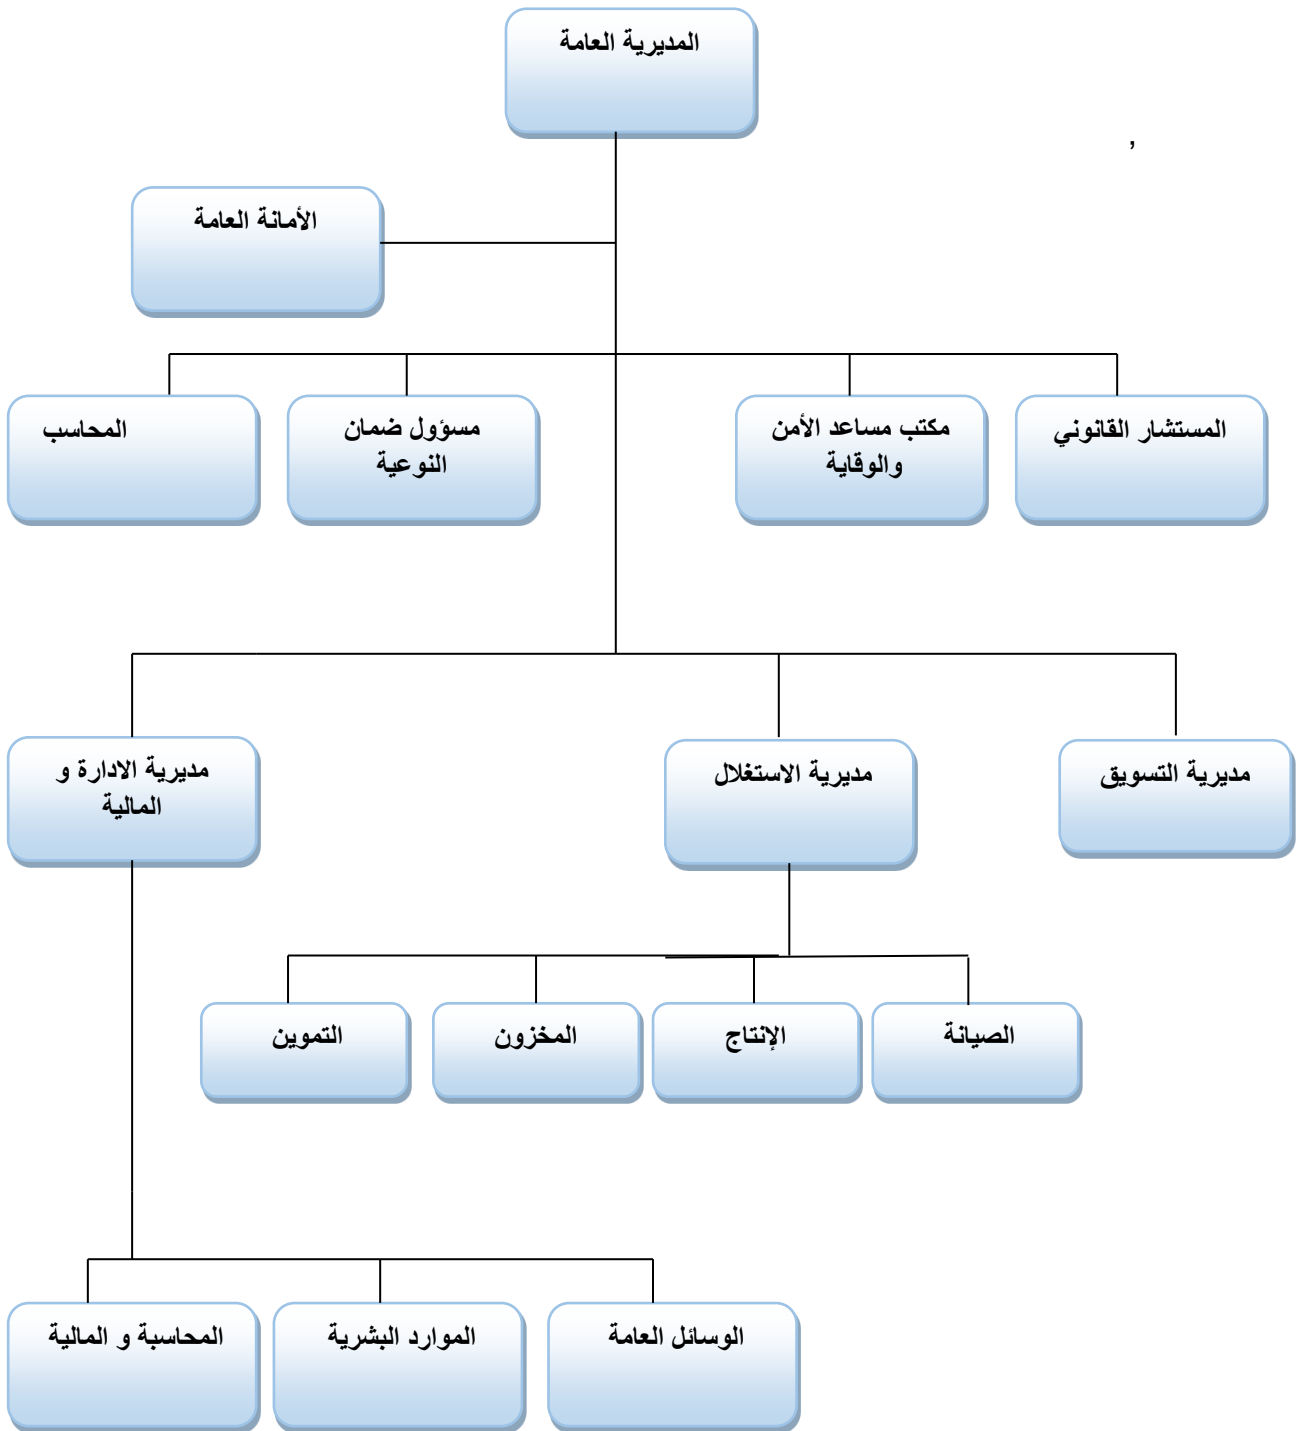 المديرية العامة
,
الأمانة العامة
المستشار القانوني
مكتب مساعد الأمن
والوقاية
مسؤول ضمان
النوعية
المحاسب
مديرية التسويق
مديرية الاستغلال
مديرية الادارة و
المالية
الصيانة
الإنتاج
المخزون
التموين
الوسائل العامة
الموارد البشرية
المحاسبة و المالية